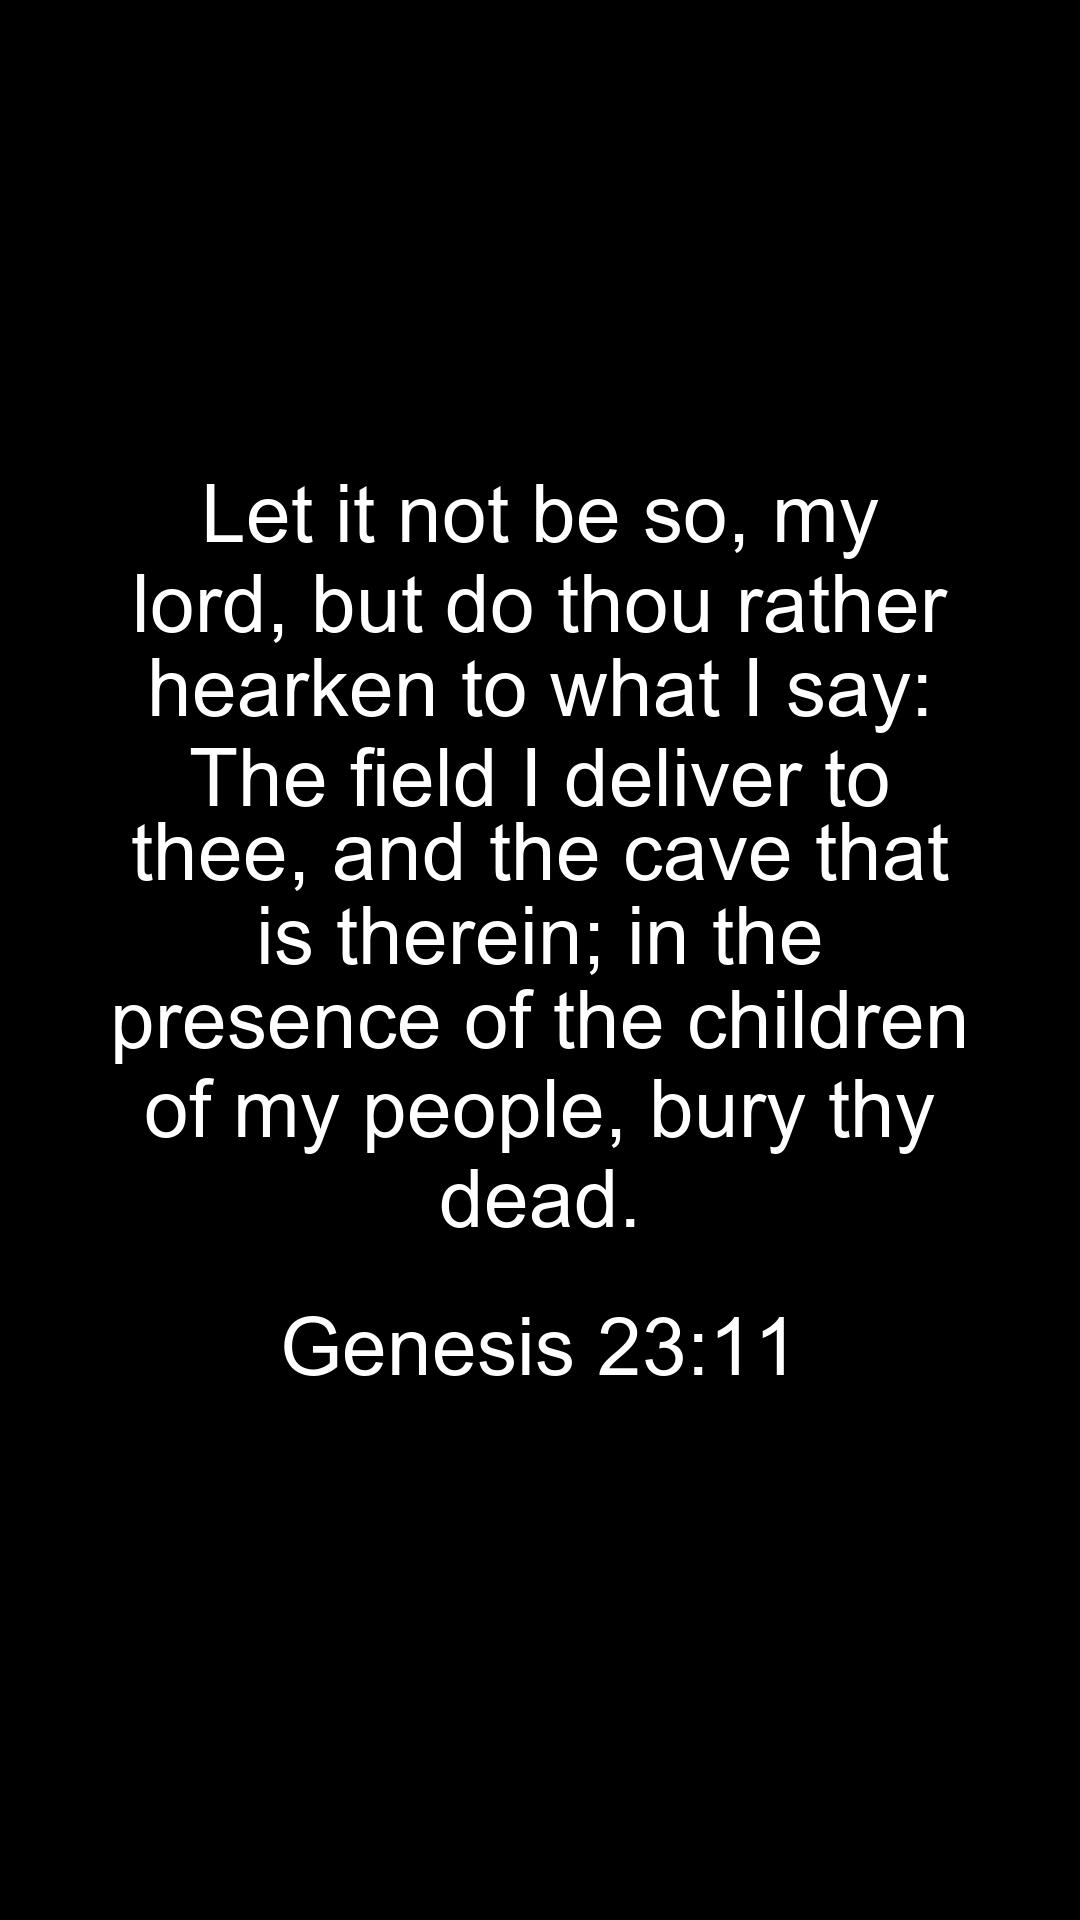 Let it not be so, my
lord, but do thou rather
hearken to what I say:
The field I deliver to
thee, and the cave that
is therein; in the
presence of the children
of my people, bury thy
dead.
Genesis 23:11